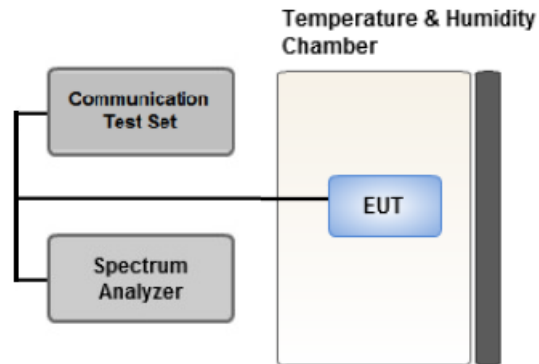 Temperature & Humidity
Chamber
Communication
Test Set
EUT
Spectrum
Analyzer